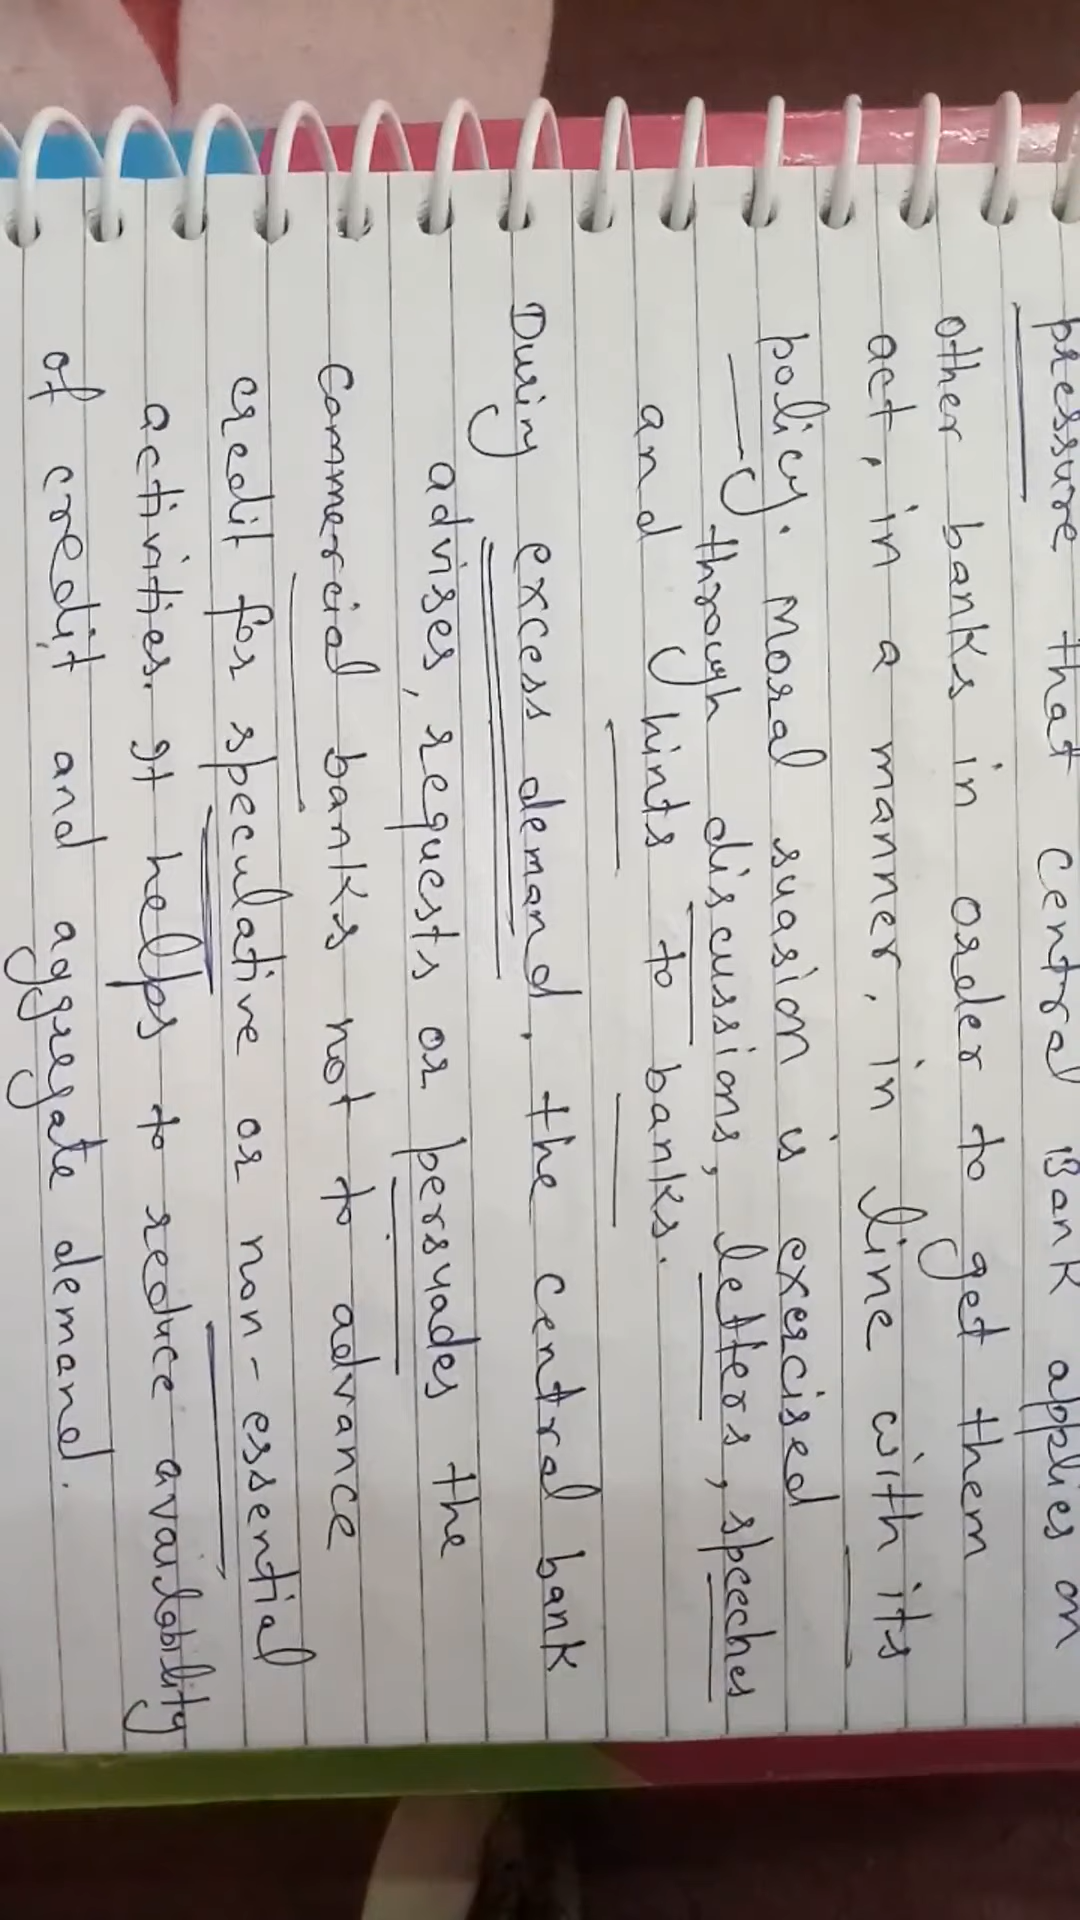 pressure that Central Bank applies on
other banks in order to get them
act, in a manner, in line with its
policy. Moral suasion is exercised
through discussions, letters, speeches
and hints to banks.
During excess demand, the central bank
advises, requests or persuades the
Commercial banks not to advance
credit for speculative or non-essential
activities. It helps to reduce availability
of credit and aggregate demand.